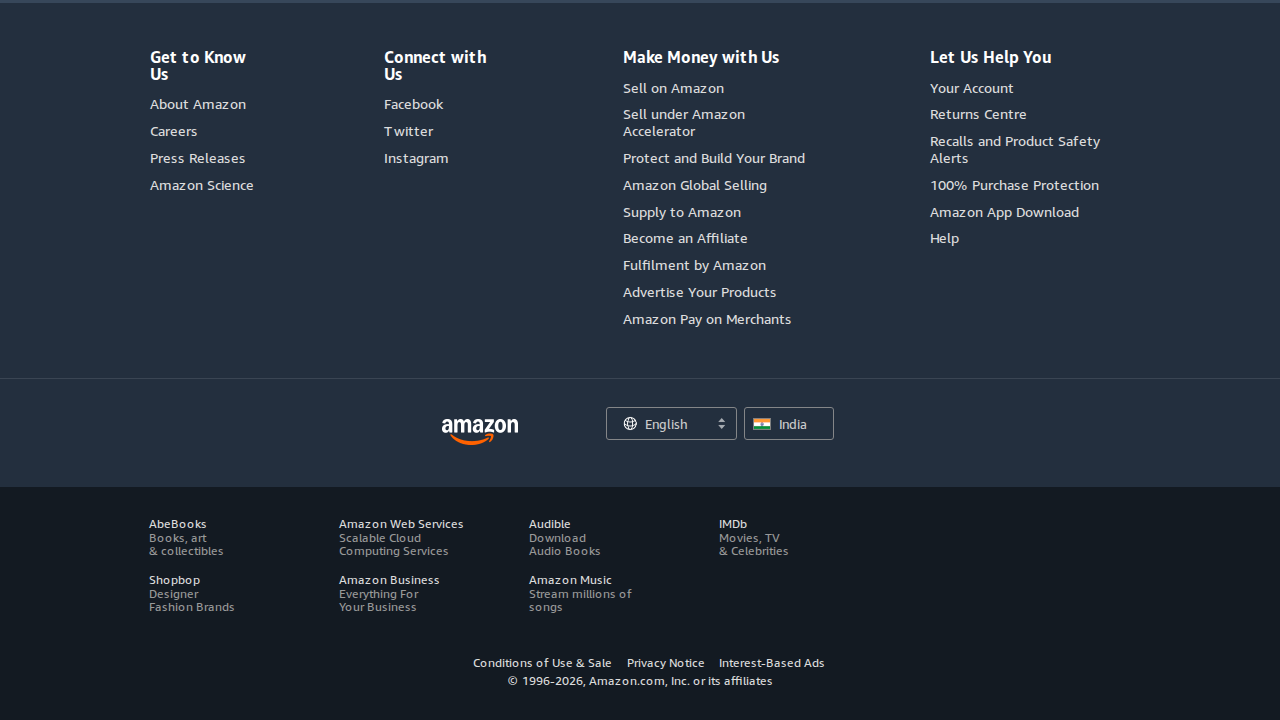 Get to Know
Us
About Amazon
Careers
Press Releases
Amazon Science
Connect with
Us
Facebook
Twitter
Instagram
Make Money with Us
Sell on Amazon
Sell under Amazon
Accelerator
Protect and Build Your Brand
Amazon Global Selling
Supply to Amazon
Become an Affiliate
Fulfilment by Amazon
Advertise Your Products
Amazon Pay on Merchants
Let Us Help You
Your Account
Returns Centre
Recalls and Product Safety
Alerts
100% Purchase Protection
Amazon App Download
Help
amazon
English
India
AbeBooks
Books, art
& collectibles
Amazon Web Services
Scalable Cloud
Computing Services
Audible
Download
Audio Books
IMDb
Movies, TV
& Celebrities
Shopbop
Designer
Fashion Brands
Amazon Business
Everything For
Your Business
Amazon Music
Stream millions of
songs
Conditions of Use & Sale Privacy Notice Interest-Based Ads
© 1996-2026, Amazon.com, Inc. or its affiliates